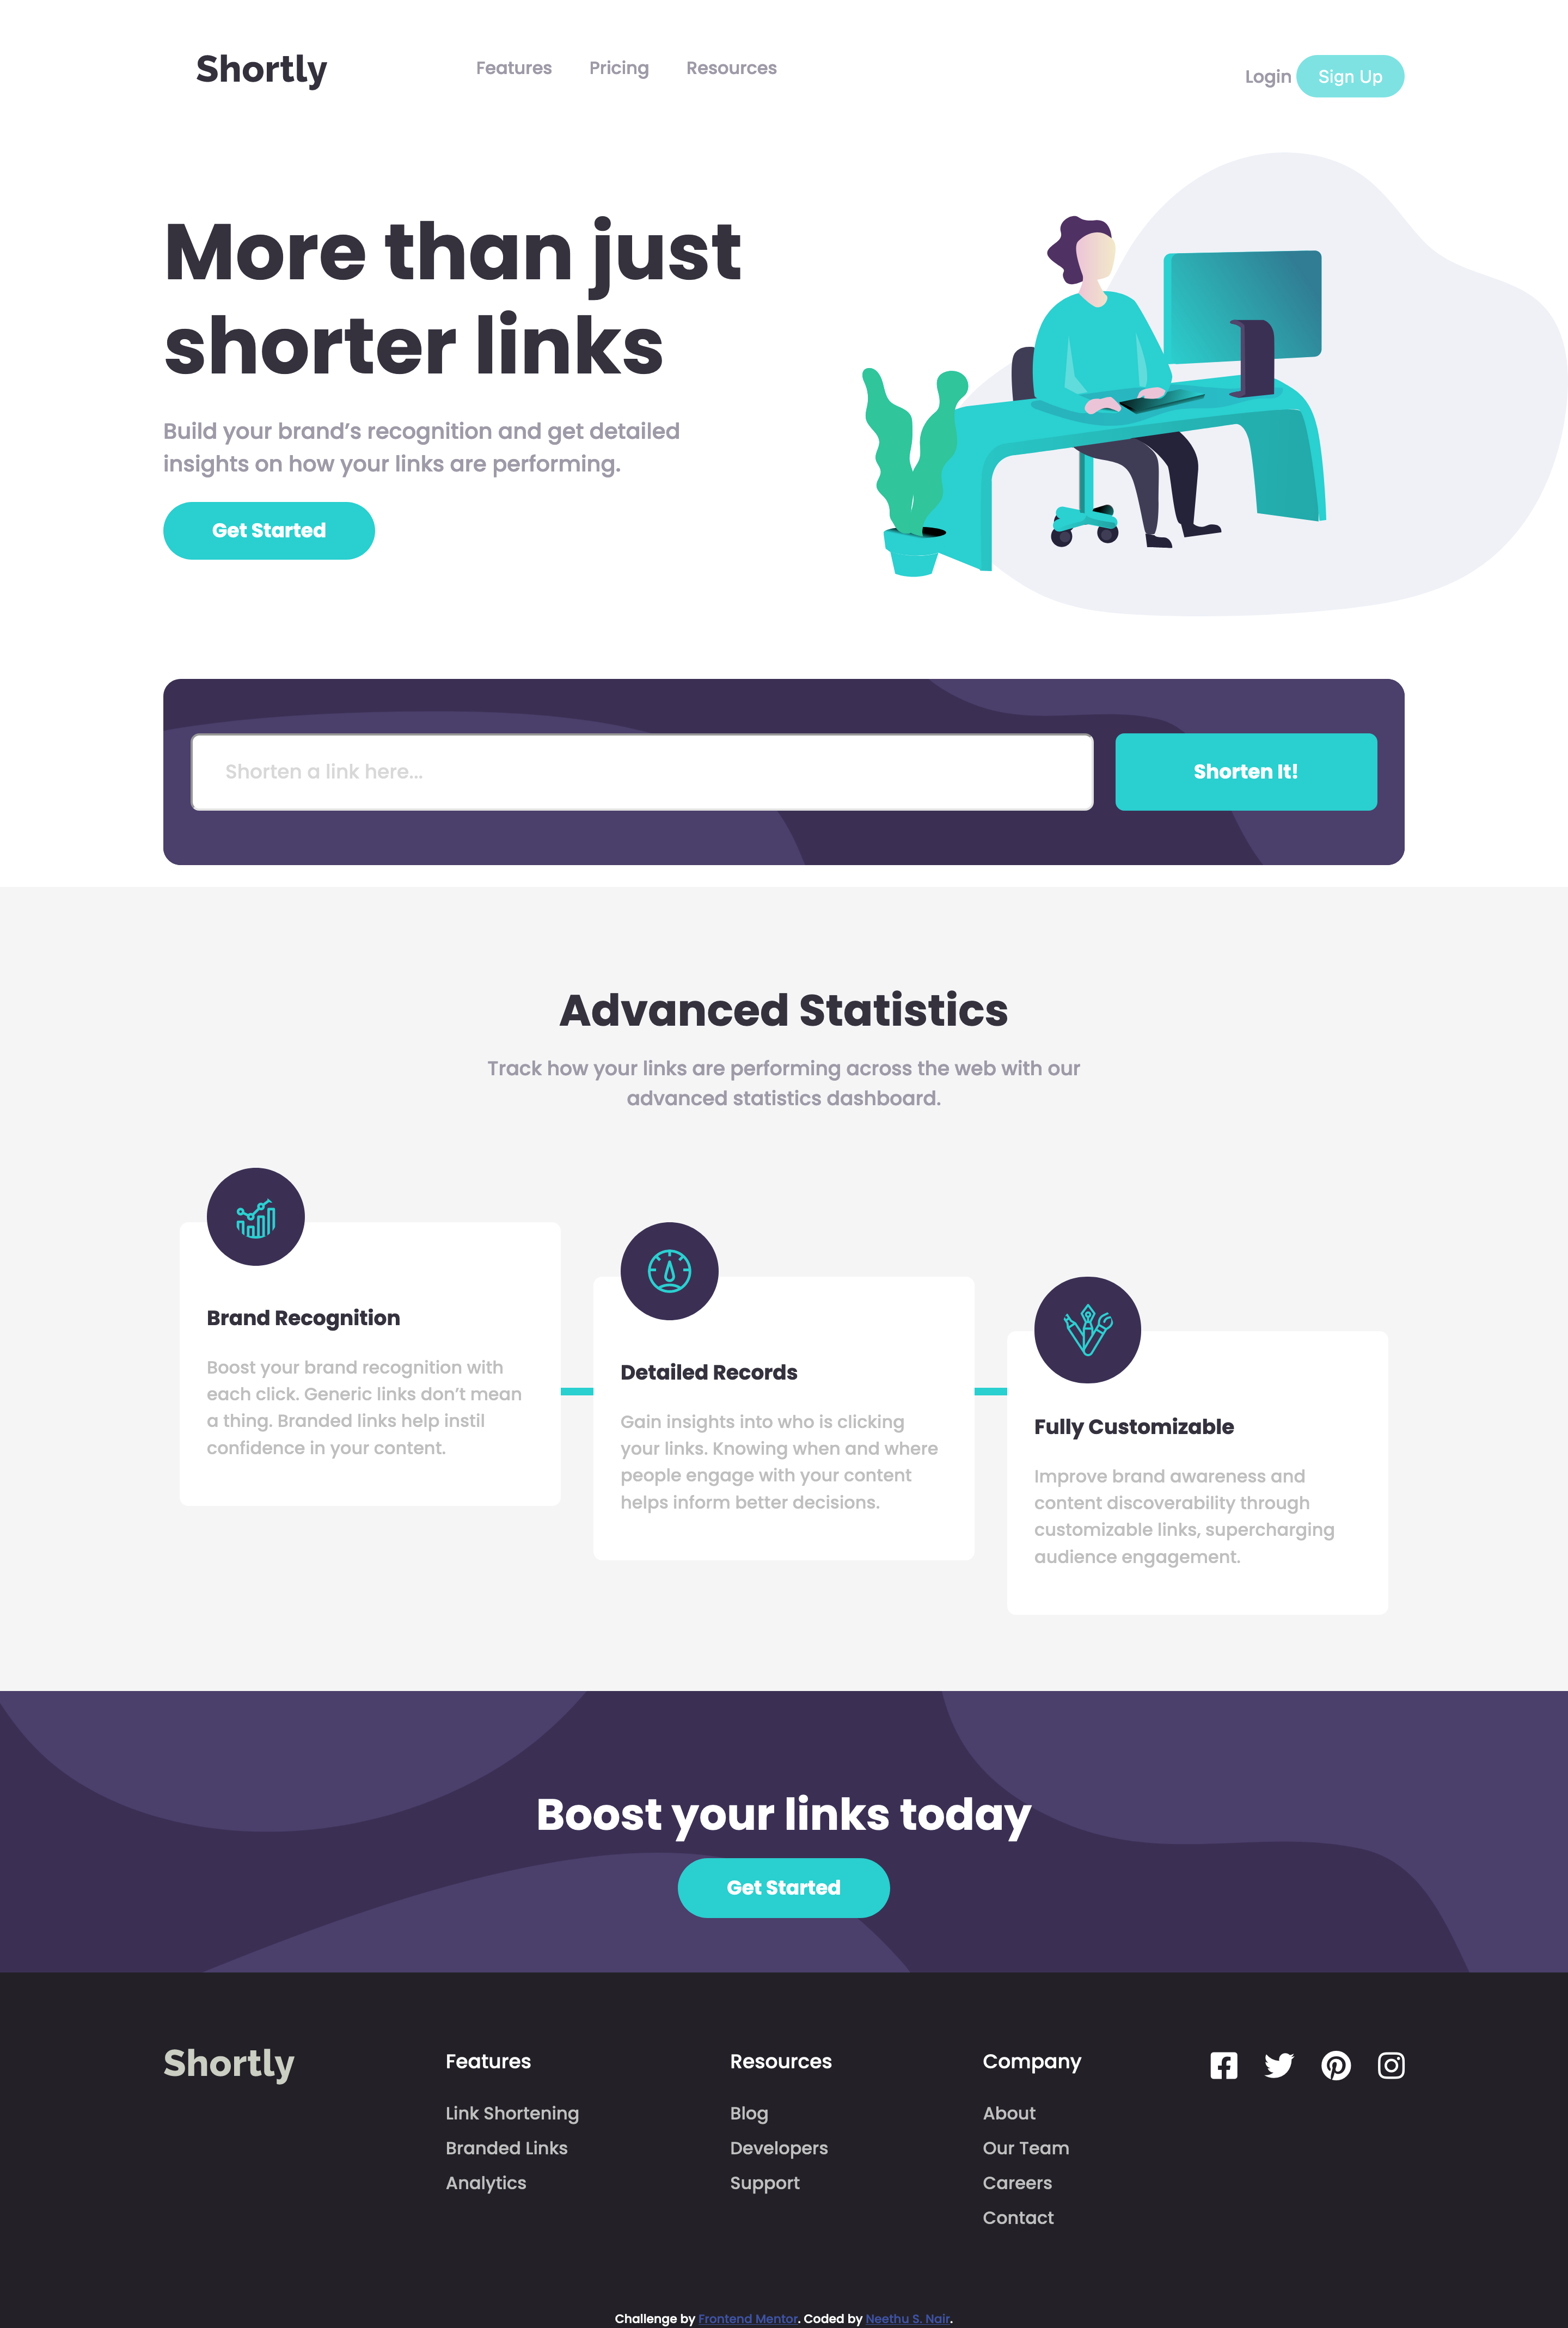 Shortly
Features Pricing Resources
Login Sign Up
More than just
shorter links
Build your brand’s recognition and get detailed
insights on how your links are performing.
Get Started
Shorten a link here...
Shorten It!
Advanced Statistics
Track how your links are performing across the web with our
advanced statistics dashboard.
Brand Recognition
Boost your brand recognition with
each click. Generic links don’t mean
a thing. Branded links help instil
confidence in your content.
Detailed Records
Gain insights into who is clicking
your links. Knowing when and where
people engage with your content
helps inform better decisions.
Fully Customizable
Improve brand awareness and
content discoverability through
customizable links, supercharging
audience engagement.
Boost your links today
Get Started
Shortly
Features
Link Shortening
Branded Links
Analytics
Resources
Blog
Developers
Support
Company
About
Our Team
Careers
Contact
Challenge by Frontend Mentor. Coded by Neethu S. Nair.